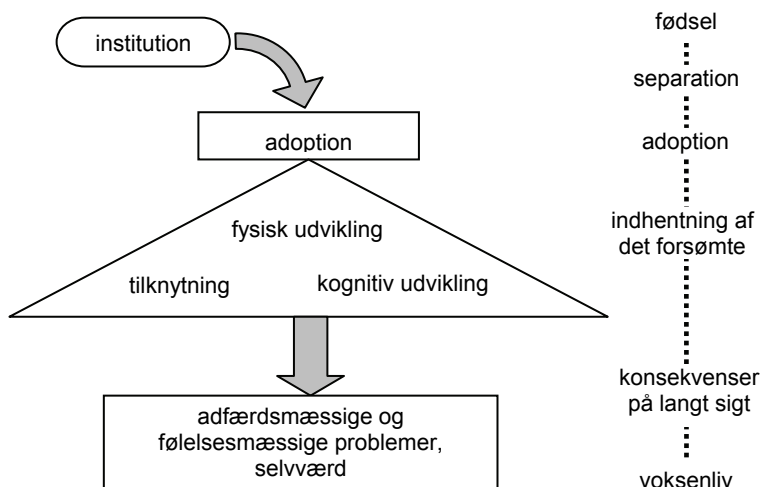 institution
adoption
fysisk udvikling
tilknytning
kognitiv udvikling
adfærdsmæssige og
følelsesmæssige problemer,
selvværd
fødsel
separation
adoption
indhentning af
det forsømte
konsekvenser
på langt sigt
voksenliv